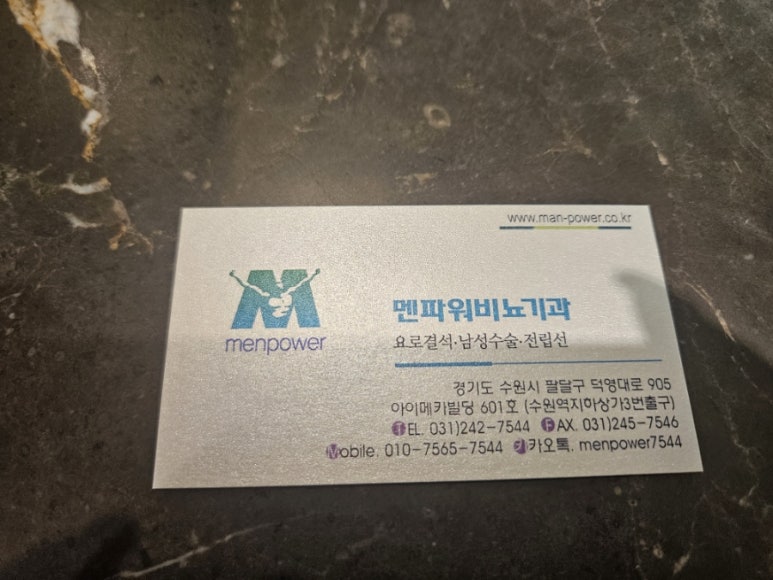 www.man-power.co.kr
menpower
멘파워비뇨기과
요로결석·남성수술·전립선
경기도 수원시 팔달구 덕영대로 905
아이메카빌딩 601호 (수원역지하상가3번출구)
TEL. 031)242-7544 FAX. 031)245-7546
Mobile. 010-7565-7544 카카오톡. menpower7544